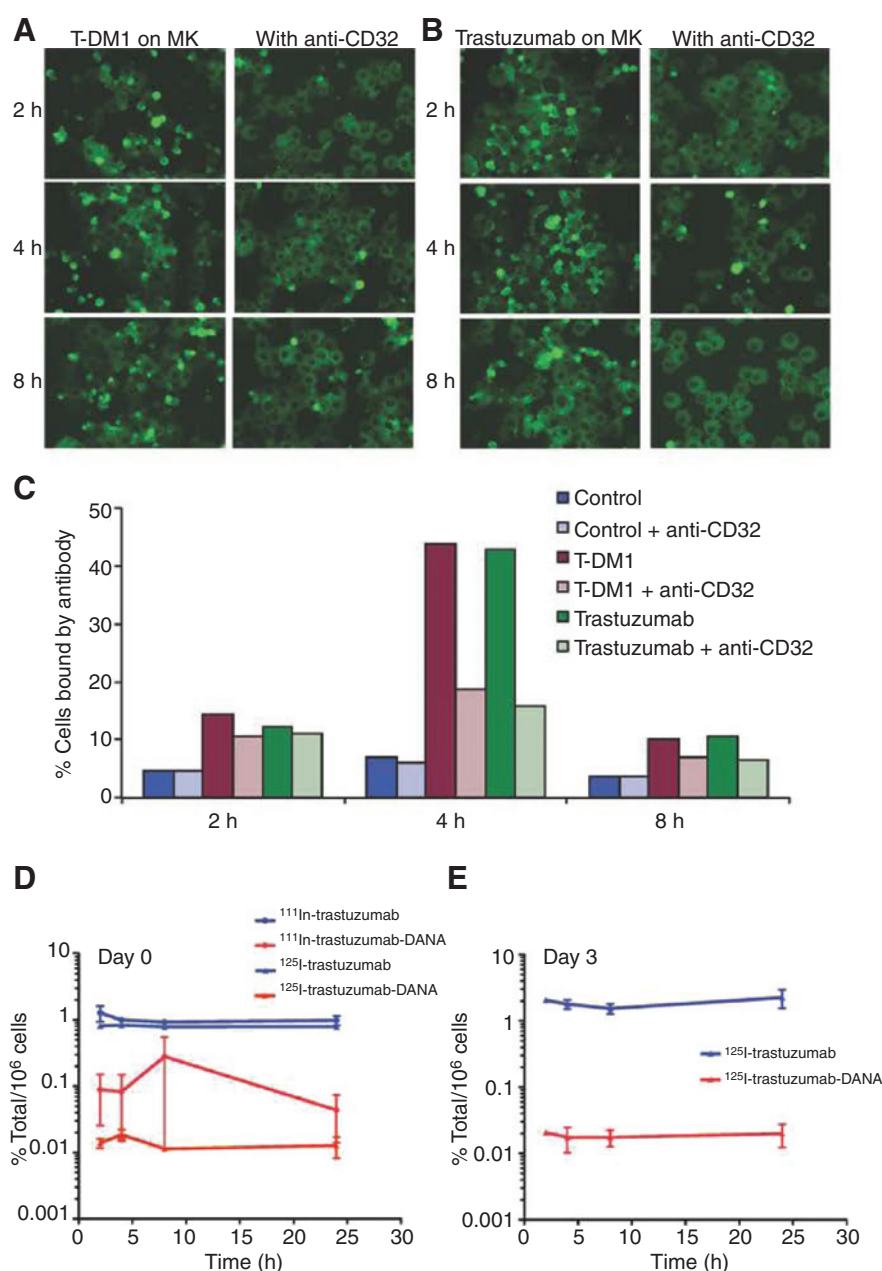 A
T-DM1 on MK
With anti-CD32
B
Trastuzumab on MK
With anti-CD32
2 h
2 h
4 h
4 h
8 h
8 h
C
% Cells bound by antibody
50
40
30
20
10
0
2 h
4 h
8 h
Control
Control + anti-CD32
T-DM1
T-DM1 + anti-CD32
Trastuzumab
Trastuzumab + anti-CD32
D
¹¹¹In-trastuzumab
¹¹¹In-trastuzumab-DANA
¹²⁵I-trastuzumab
¹²⁵I-trastuzumab-DANA
Day 0
% Total/10⁶ cells
10
1
0.1
0.01
0.001
0
5
10
15
20
25
30
Time (h)
E
Day 3
% Total/10⁶ cells
10
1
0.1
0.01
0.001
¹²⁵I-trastuzumab
¹²⁵I-trastuzumab-DANA
0
5
10
15
20
25
30
Time (h)